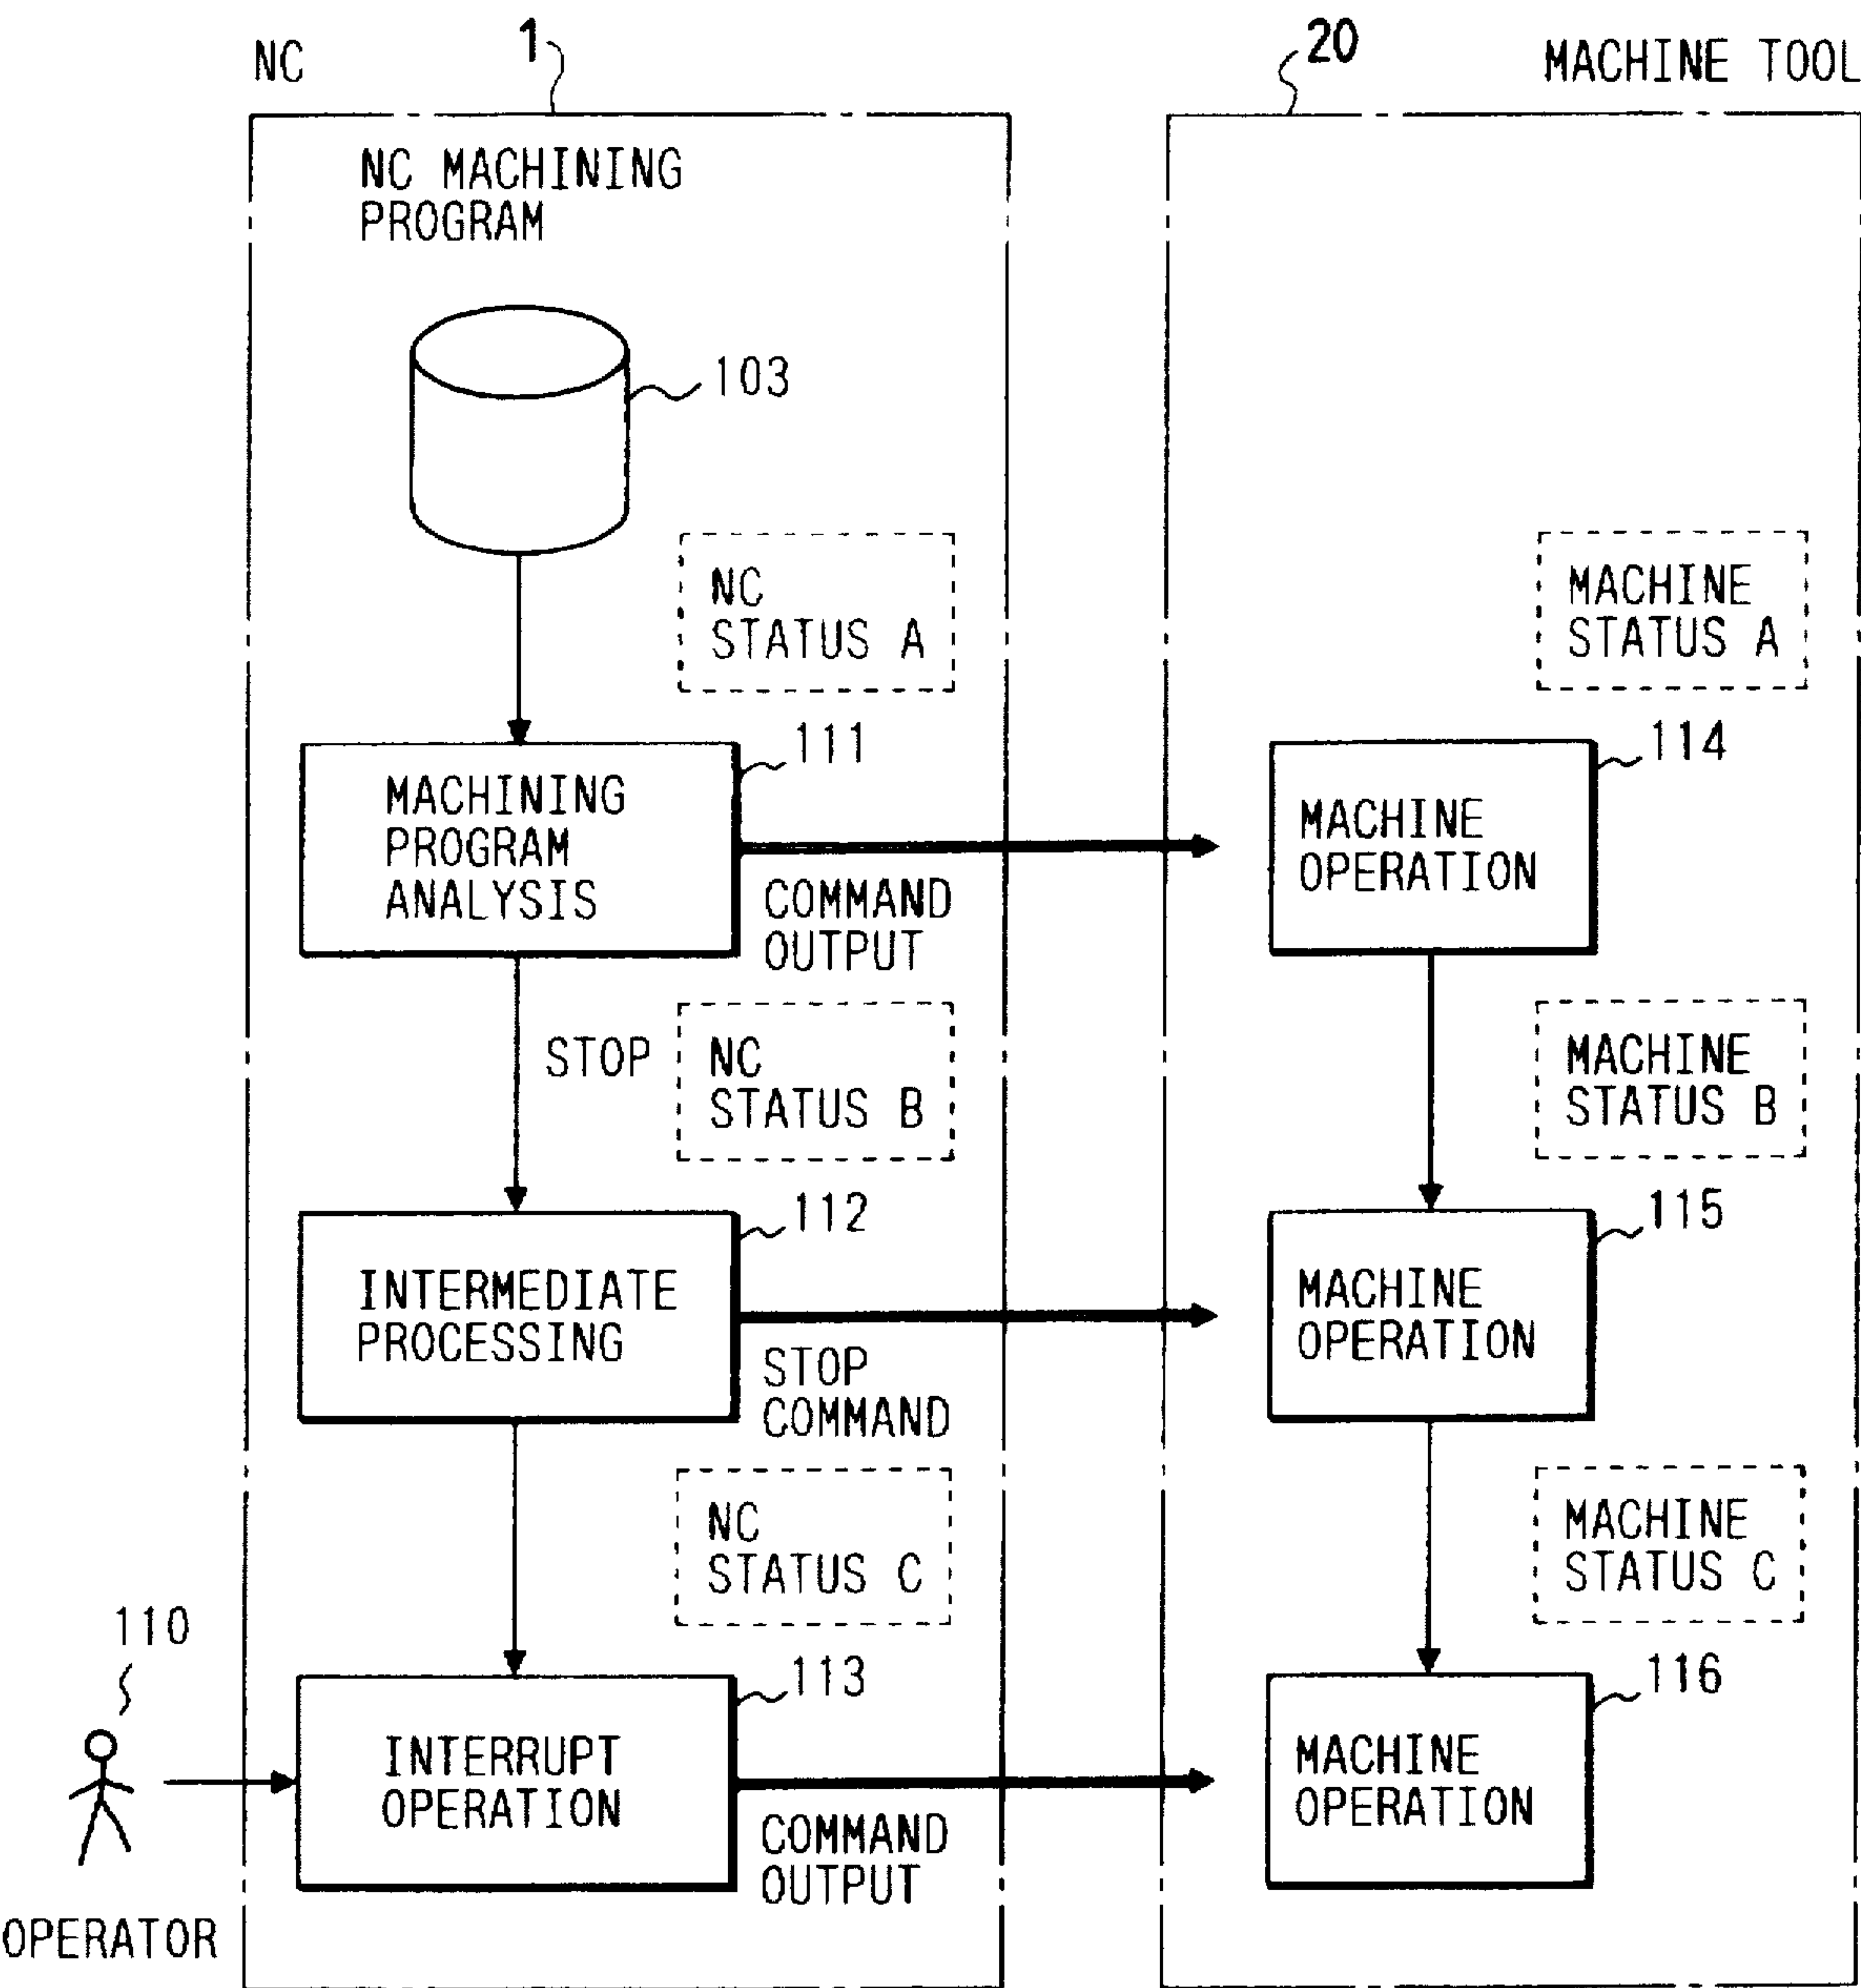 NC
1
20
MACHINE TOOL
NC MACHINING
PROGRAM
103
NC
STATUS A
MACHINE
STATUS A
111
114
MACHINING
PROGRAM
ANALYSIS
MACHINE
OPERATION
COMMAND
OUTPUT
STOP
NC
STATUS B
MACHINE
STATUS B
112
115
INTERMEDIATE
PROCESSING
MACHINE
OPERATION
STOP
COMMAND
NC
STATUS C
MACHINE
STATUS C
110
113
116
INTERRUPT
OPERATION
MACHINE
OPERATION
COMMAND
OUTPUT
OPERATOR